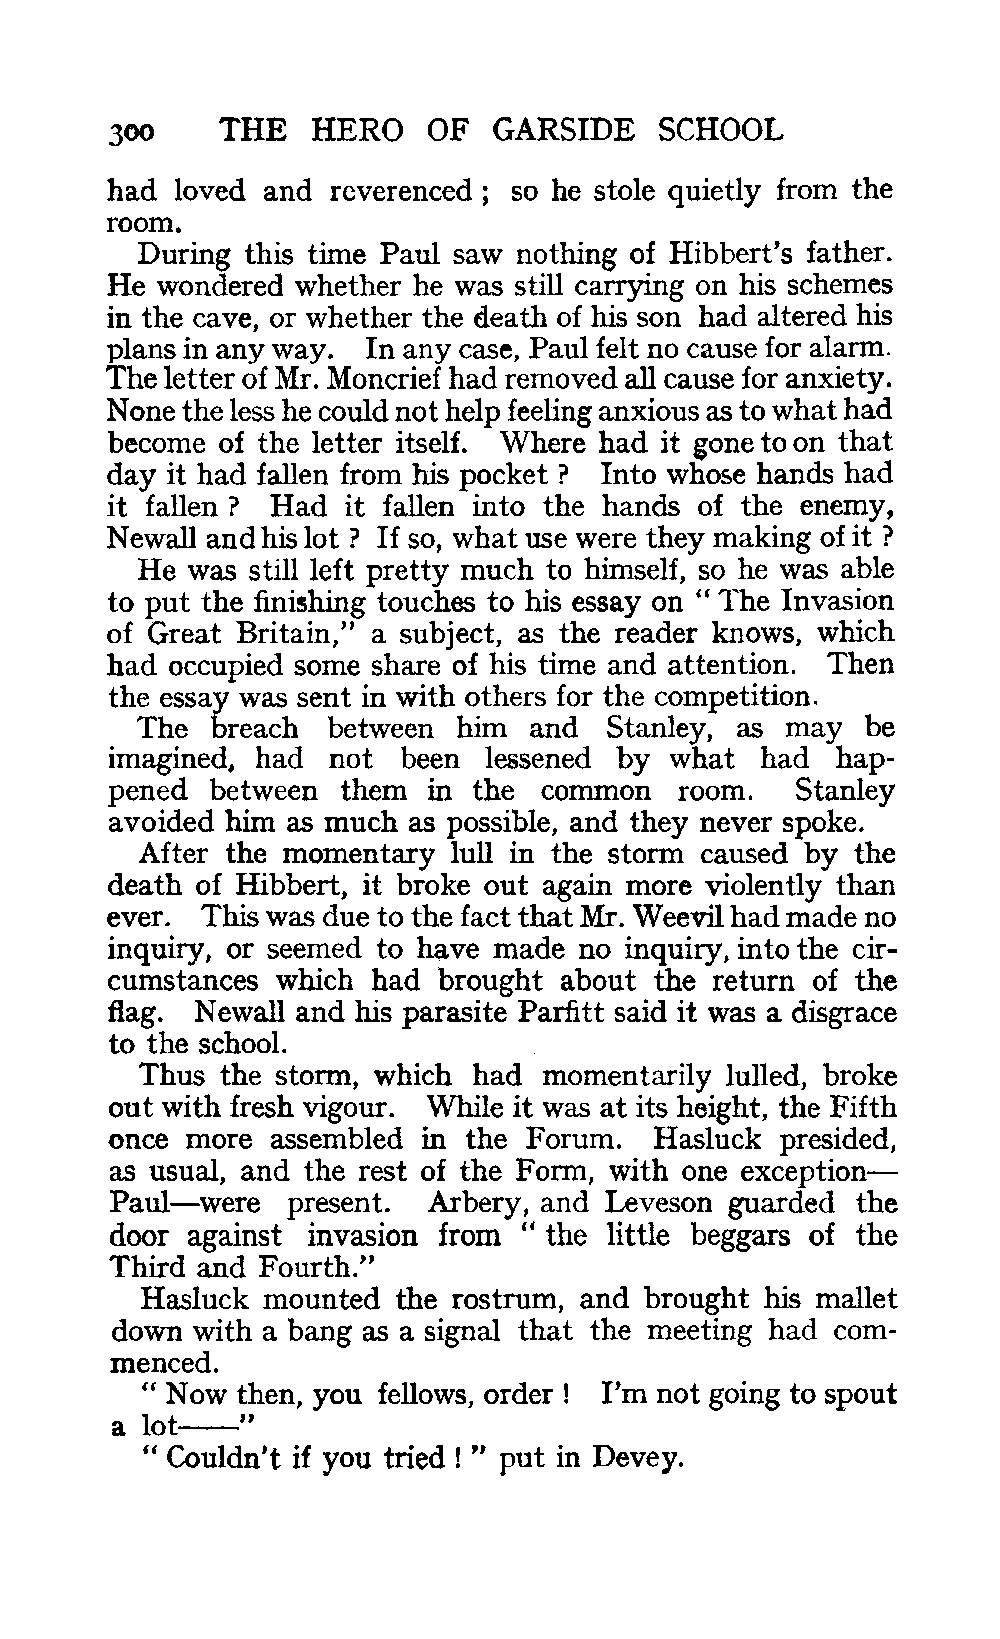 300 THE HERO OF GARSIDE SCHOOL
had loved and reverenced ; so he stole quietly from the
room.
During this time Paul saw nothing of Hibbert's father.
He wondered whether he was still carrying on his schemes
in the cave, or whether the death of his son had altered his
plans in any way. In any case, Paul felt no cause for alarm.
The letter of Mr. Moncrief had removed all cause for anxiety.
None the less he could not help feeling anxious as to what had
become of the letter itself. Where had it gone to on that
day it had fallen from his pocket ? Into whose hands had
it fallen ? Had it fallen into the hands of the enemy,
Newall and his lot ? If so, what use were they making of it ?
He was still left pretty much to himself, so he was able
to put the finishing touches to his essay on " The Invasion
of Great Britain," a subject, as the reader knows, which
had occupied some share of his time and attention. Then
the essay was sent in with others for the competition.
The breach between him and Stanley, as may be
imagined, had not been lessened by what had hap-
pened between them in the common room. Stanley
avoided him as much as possible, and they never spoke.
After the momentary lull in the storm caused by the
death of Hibbert, it broke out again more violently than
ever. This was due to the fact that Mr. Weevil had made no
inquiry, or seemed to have made no inquiry, into the cir-
cumstances which had brought about the return of the
flag. Newall and his parasite Parfitt said it was a disgrace
to the school.
Thus the storm, which had momentarily lulled, broke
out with fresh vigour. While it was at its height, the Fifth
once more assembled in the Forum. Hasluck presided,
as usual, and the rest of the Form, with one exception—
Paul—were present. Arbery, and Leveson guarded the
door against invasion from " the little beggars of the
Third and Fourth."
Hasluck mounted the rostrum, and brought his mallet
down with a bang as a signal that the meeting had com-
menced.
" Now then, you fellows, order ! I'm not going to spout
a lot——"
" Couldn't if you tried ! " put in Devey.